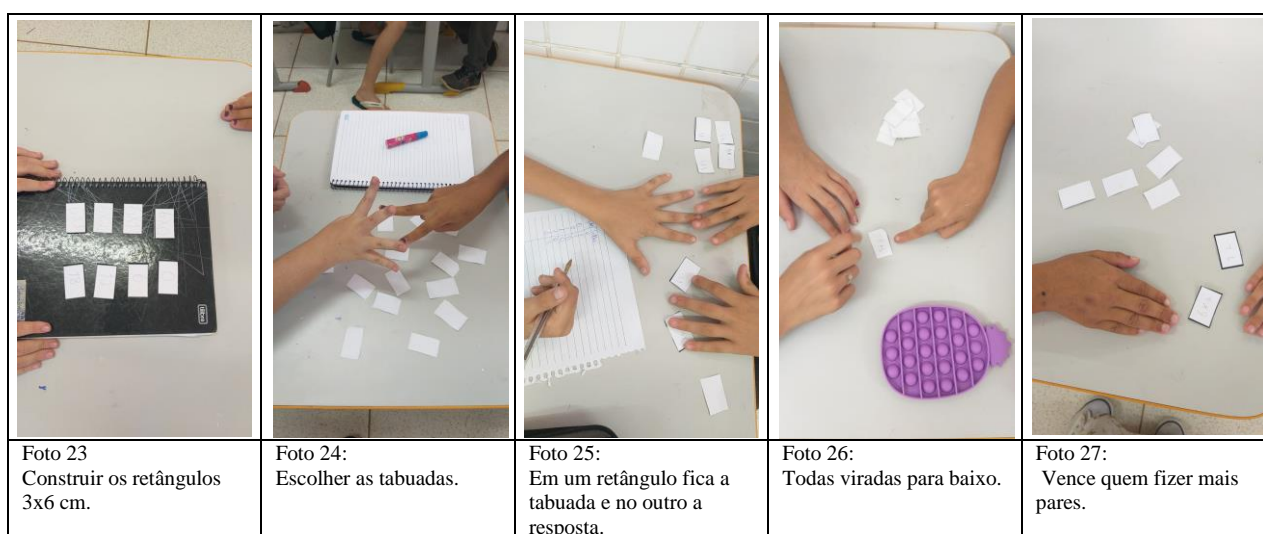 Foto 23
Construir os retângulos
3x6 cm.
Foto 24:
Escolher as tabuadas.
Foto 25:
Em um retângulo fica a
tabuada e no outro a
resposta.
Foto 26:
Todas viradas para baixo.
Foto 27:
Vence quem fizer mais
pares.